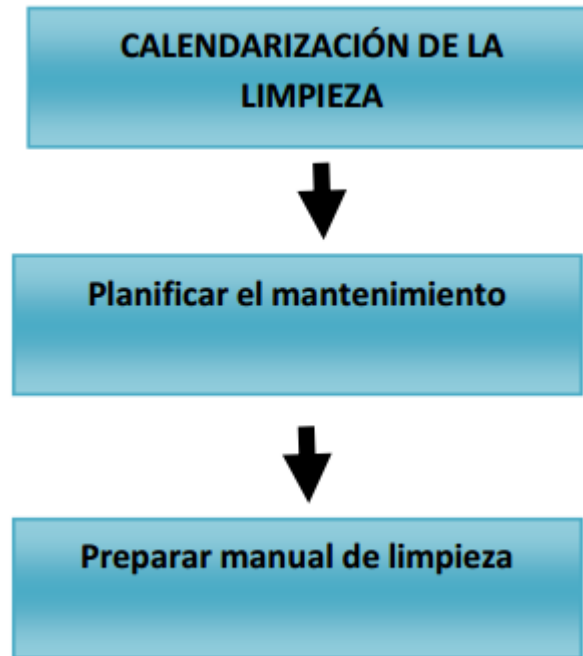 CALENDARIZACIÓN DE LA
LIMPIEZA
Planificar el mantenimiento
Preparar manual de limpieza